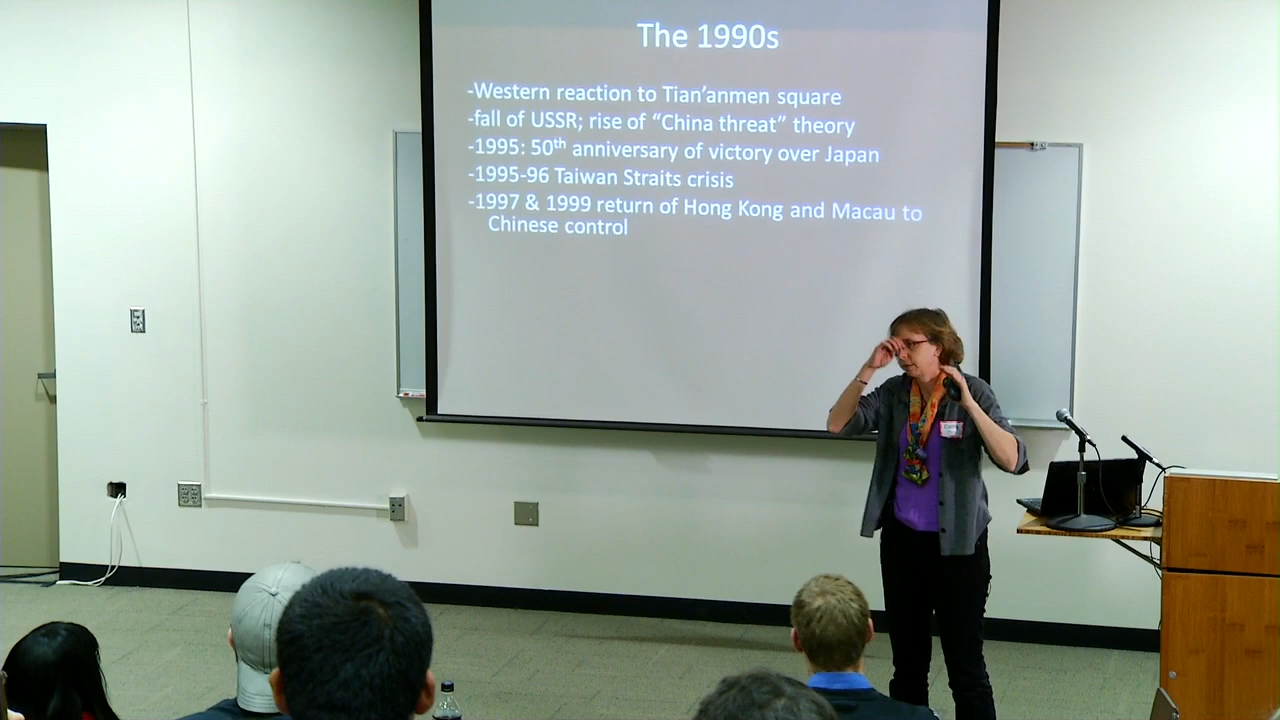 The 1990s
-Western reaction to Tian'anmen square
-fall of USSR; rise of “China threat” theory
-1995: 50th anniversary of victory over Japan
-1995-96 Taiwan Straits crisis
-1997 & 1999 return of Hong Kong and Macau to
Chinese control